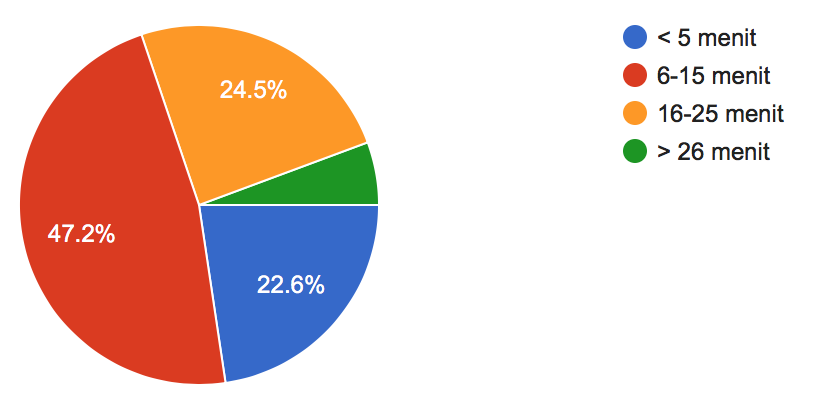 24.5%
47.2%
22.6%
< 5 menit
6-15 menit
16-25 menit
> 26 menit